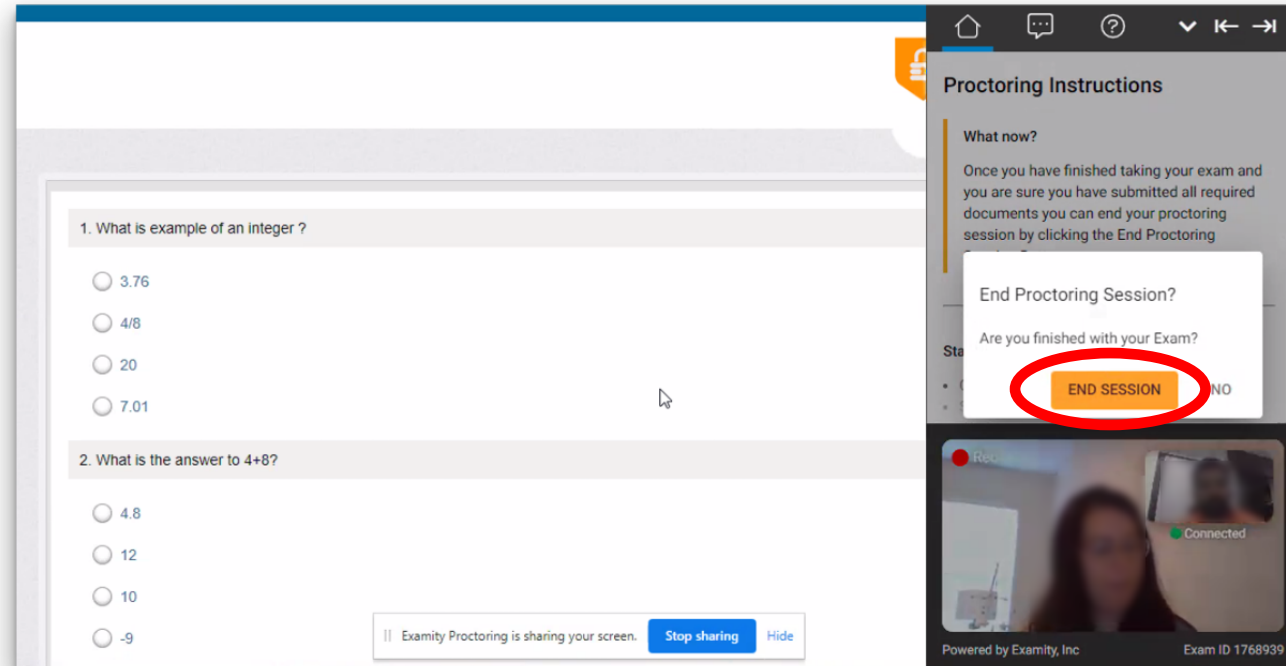 Proctoring Instructions
What now?
Once you have finished taking your exam and
you are sure you have submitted all required
documents you can end your proctoring
session by clicking the End Proctoring
End Proctoring Session?
Are you finished with your Exam?
END SESSION
NO
Sta
Rec
Connected
Powered by Examity, Inc
Exam ID 1768939
1. What is example of an integer ?
3.76
4/8
20
7.01
2. What is the answer to 4+8?
4.8
12
10
-9
Examity Proctoring is sharing your screen.
Stop sharing
Hide